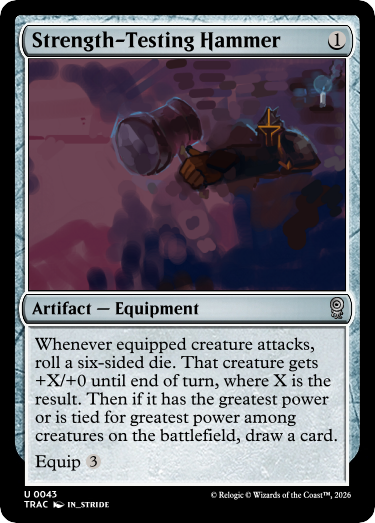 Strength-Testing Hammer 1
Artifact — Equipment
Whenever equipped creature attacks,
roll a six-sided die. That creature gets
+X/+0 until end of turn, where X is the
result. Then if it has the greatest power
or is tied for greatest power among
creatures on the battlefield, draw a card.
Equip 3
U 0043
TRAC IN_STRIDE
© Relogic © Wizards of the Coast™, 2026